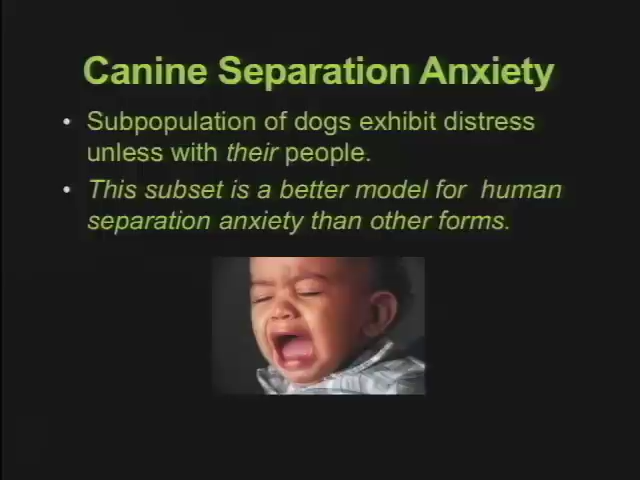 Canine Separation Anxiety
• Subpopulation of dogs exhibit distress
unless with their people.
• This subset is a better model for human
separation anxiety than other forms.